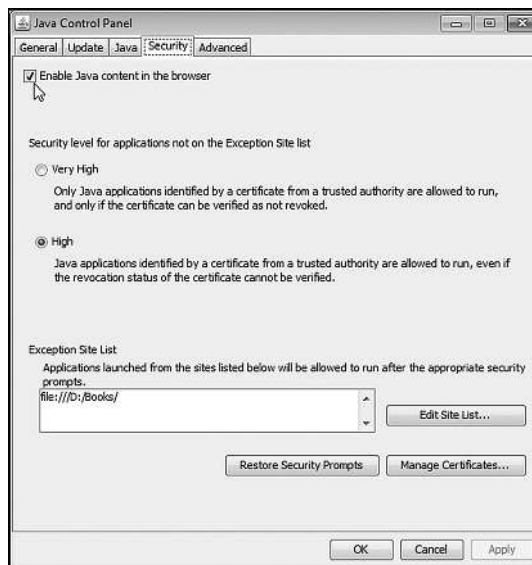 Java Control Panel
General Update Java Security Advanced
Enable Java content in the browser
Security level for applications not on the Exception Site list
Very High
Only Java applications identified by a certificate from a trusted authority are allowed to run,
and only if the certificate can be verified as not revoked.
High
Java applications identified by a certificate from a trusted authority are allowed to run, even if
the revocation status of the certificate cannot be verified.
Exception Site List
Applications launched from the sites listed below will be allowed to run after the appropriate security
prompts.
file:///D:/Books/
Edit Site List...
Restore Security Prompts Manage Certificates...
OK Cancel Apply